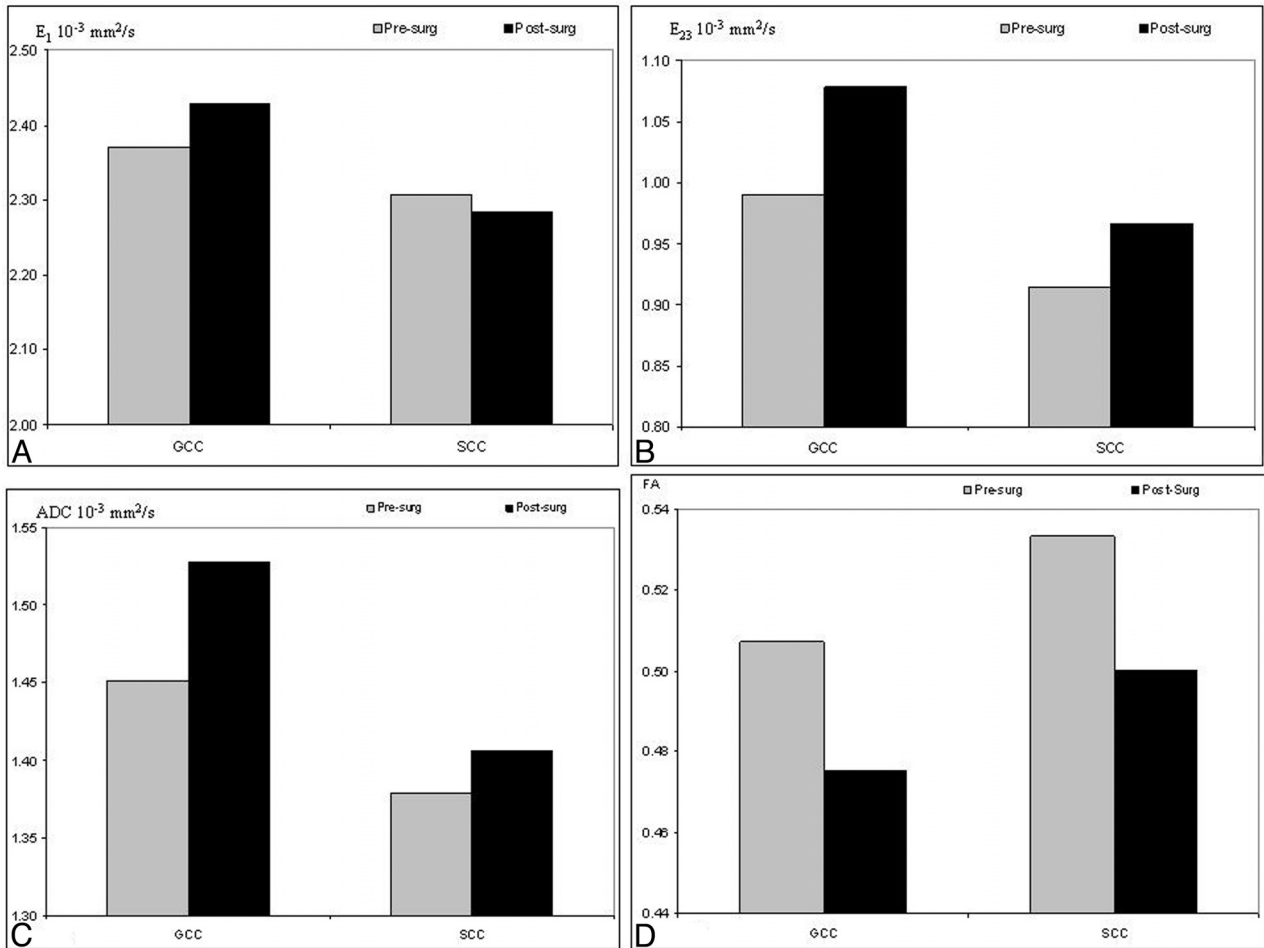 E₁ 10⁻³ mm²/s Pre-surg Post-surg
2.50
2.40
2.30
2.20
2.10
2.00
GCC SCC
A
E₂₃ 10⁻³ mm²/s Pre-surg Post-surg
1.10
1.05
1.00
0.95
0.90
0.85
0.80
GCC SCC
B
ADC 10⁻³ mm²/s Pre-surg Post-surg
1.55
1.50
1.45
1.40
1.35
1.30
GCC SCC
C
FA Pre-surg Post-Surg
0.54
0.52
0.50
0.48
0.46
0.44
GCC SCC
D